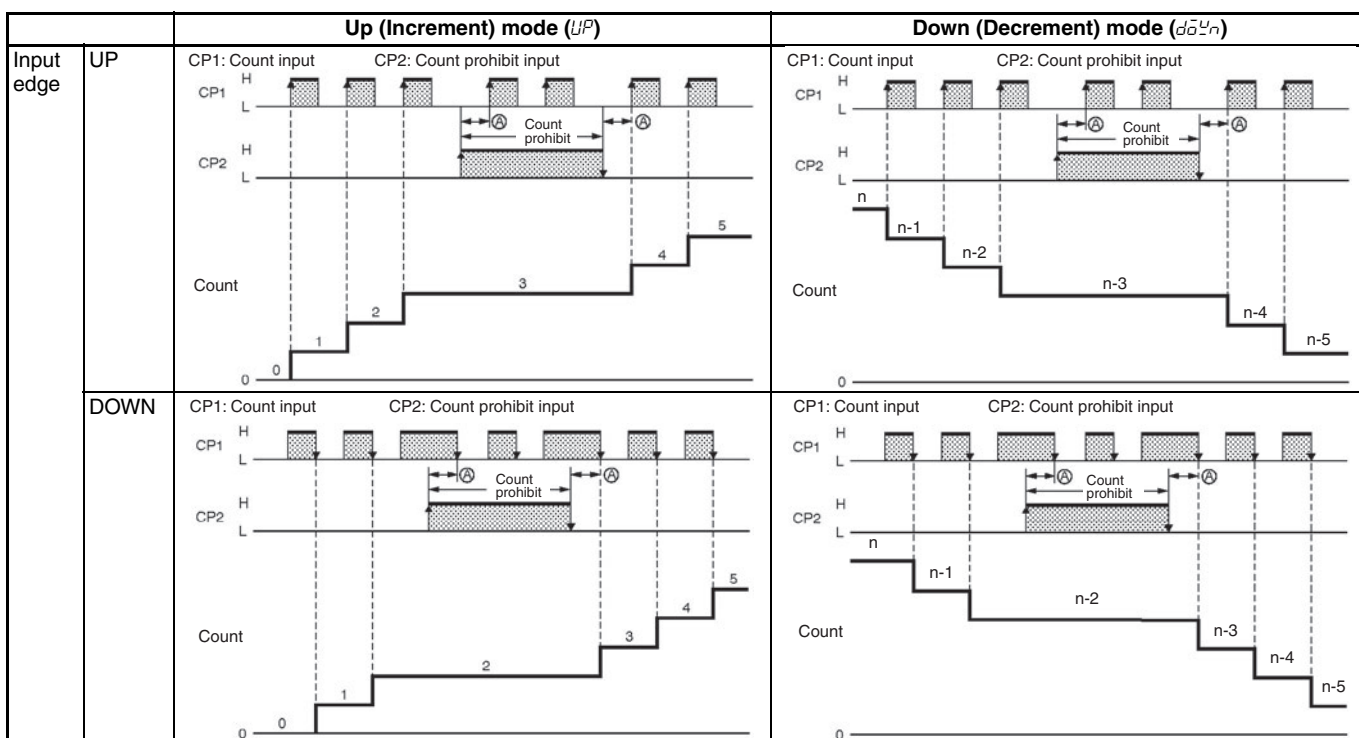 Up (Increment) mode (UP)
Down (Decrement) mode (dōwn)
Input edge
UP
CP1: Count input CP2: Count prohibit input
H
CP1
L
Ⓐ Count prohibit Ⓐ
H
CP2
L
5
4
3
Count
2
1
0
0
CP1: Count input CP2: Count prohibit input
H
CP1
L
Ⓐ Count prohibit Ⓐ
H
CP2
L
n
n-1
n-2
n-3
Count
n-4
n-5
0
DOWN
CP1: Count input CP2: Count prohibit input
H
CP1
L
Ⓐ Count prohibit Ⓐ
H
CP2
L
5
4
Count
3
2
1
0
0
CP1: Count input CP2: Count prohibit input
H
CP1
L
Ⓐ Count prohibit Ⓐ
H
CP2
L
n
n-1
n-2
Count
n-3
n-4
n-5
0